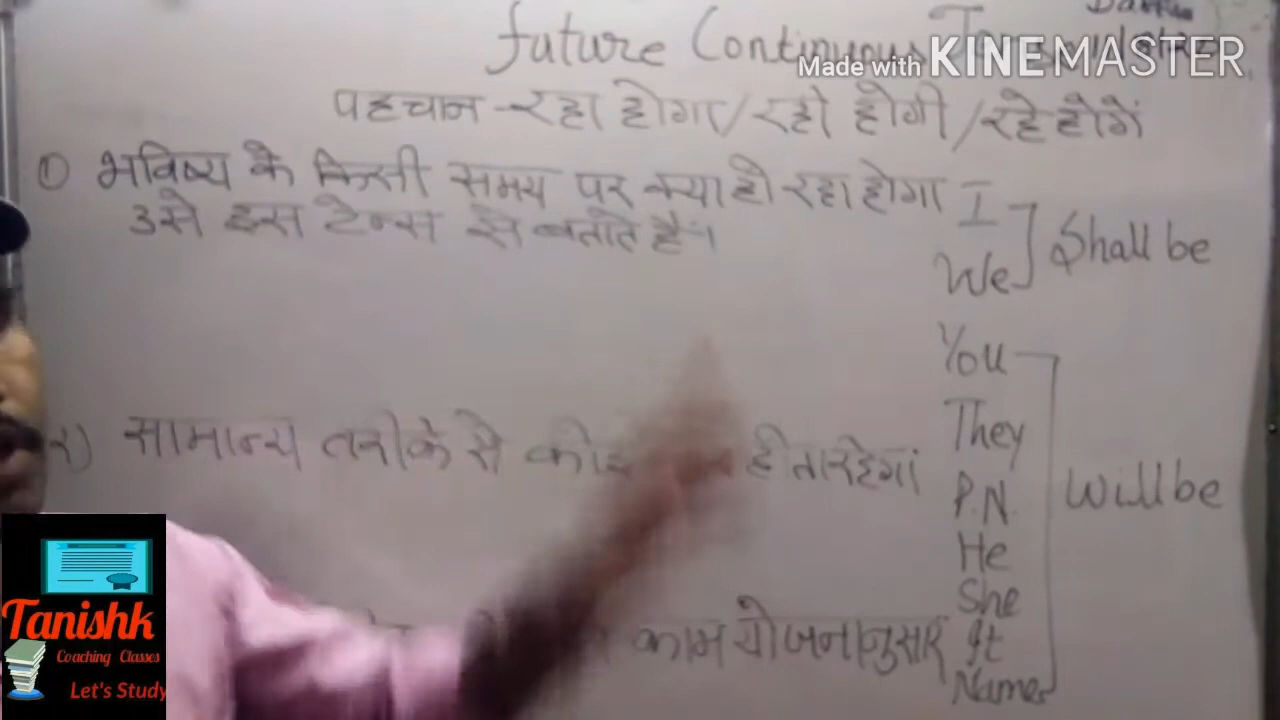 future Continuous
Made with KINEMASTER
पहचान - रहा होगा / रही होगी / रहे होगें
① भविष्य के किसी समय पर क्या हो रहा होगा
उसे इस टेन्स से बताते है।
I
We
Shall be
You
They
P.N.
He
She
It
Name
Will be
२) सामान्य तरीके से कोई होता रहेगा
काम योजनानुसार
Tanishk
Coaching Classes
Let's Study